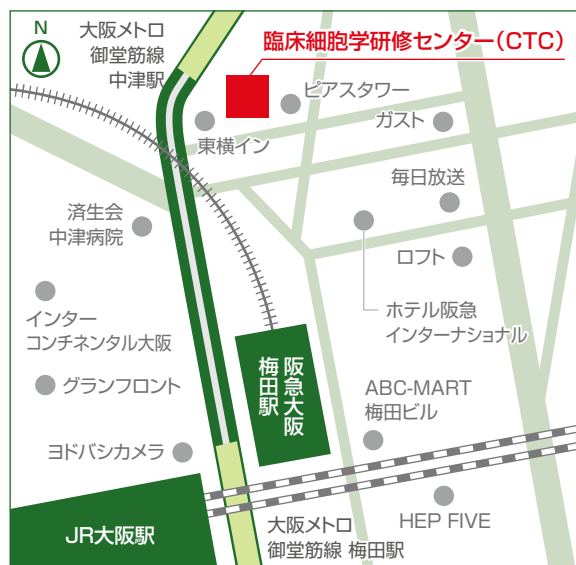 N
大阪メトロ
御堂筋線
中津駅
臨床細胞学研修センター（CTC）
ピアスタワー
東横イン
ガスト
毎日放送
済生会
中津病院
ロフト
インター
コンチネンタル大阪
ホテル阪急
インターナショナル
阪急大阪
梅田駅
グランフロント
ABC-MART
梅田ビル
ヨドバシカメラ
JR大阪駅
大阪メトロ
御堂筋線 梅田駅
HEP FIVE